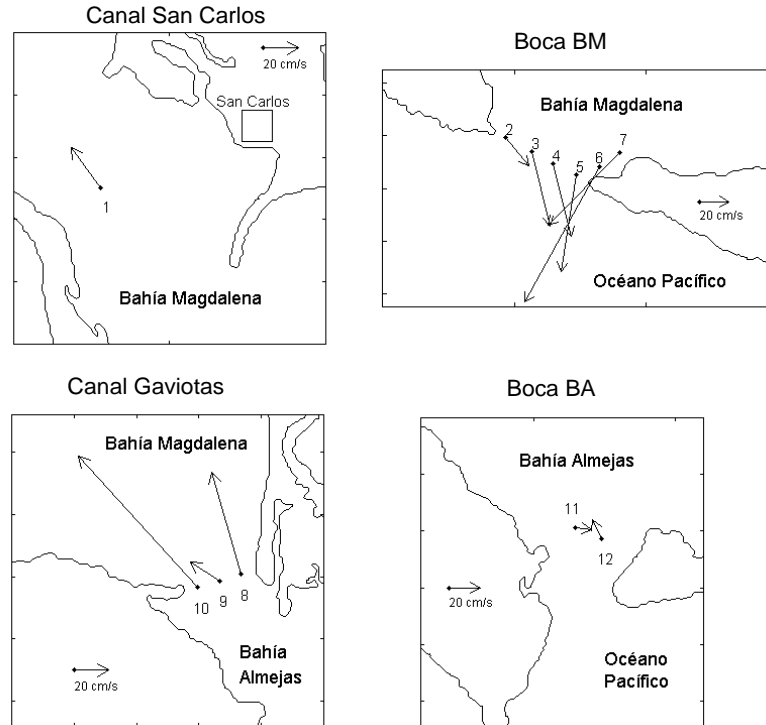 Canal San Carlos
20 cm/s
San Carlos
1
Bahía Magdalena
Boca BM
Bahía Magdalena
2
3
4
5
6
7
20 cm/s
Océano Pacífico
Canal Gaviotas
Bahía Magdalena
10
9
8
Bahía
Almejas
20 cm/s
Boca BA
Bahía Almejas
11
12
20 cm/s
Océano
Pacífico